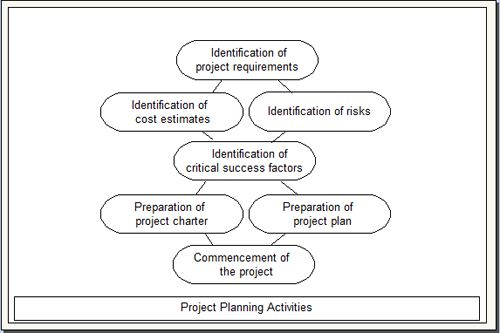 Identification of
project requirements
Identification of
cost estimates
Identification of risks
Identification of
critical success factors
Preparation of
project charter
Preparation of
project plan
Commencement of
the project
Project Planning Activities